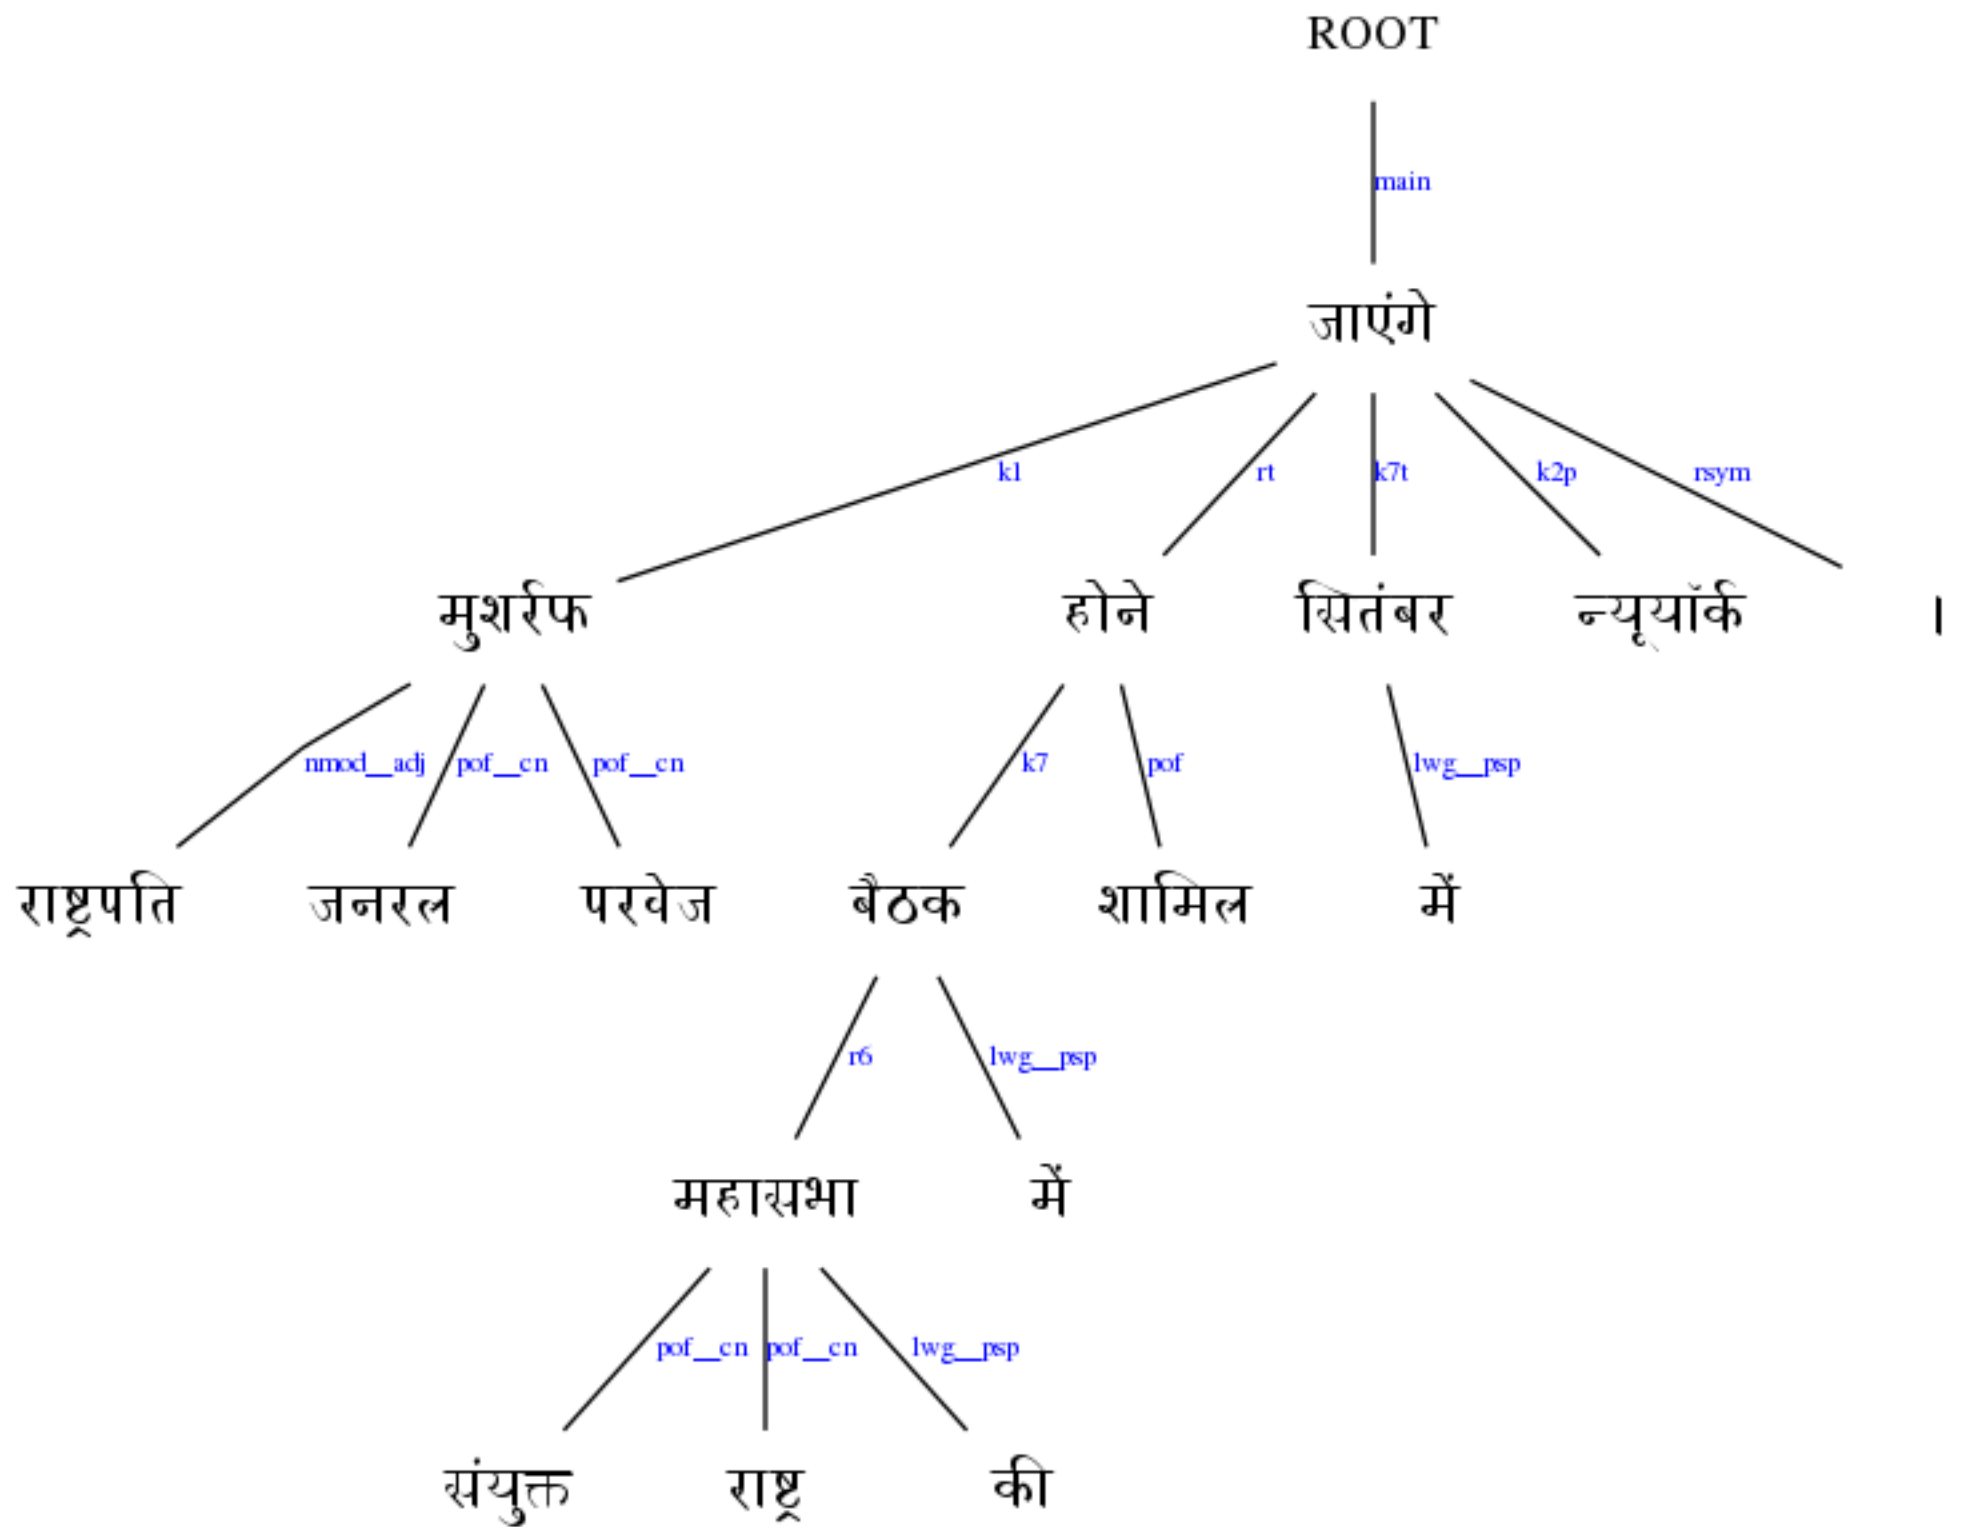 ROOT
main
जाएंगे
k1 rt k7t k2p rsym
मुशर्रफ होने सितंबर न्यूयॉर्क ।
nmod__adj pof__cn pof__cn k7 pof lwg__psp
राष्ट्रपति जनरल परवेज बैठक शामिल में
r6 lwg__psp
महासभा में
pof__cn pof__cn lwg__psp
संयुक्त राष्ट्र की